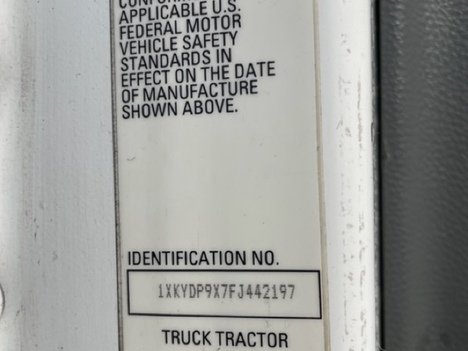 APPLICABLE U.S.
FEDERAL MOTOR
VEHICLE SAFETY
STANDARDS IN
EFFECT ON THE DATE
OF MANUFACTURE
SHOWN ABOVE.
IDENTIFICATION NO.
1XKYDP9X7FJ442197
TRUCK TRACTOR